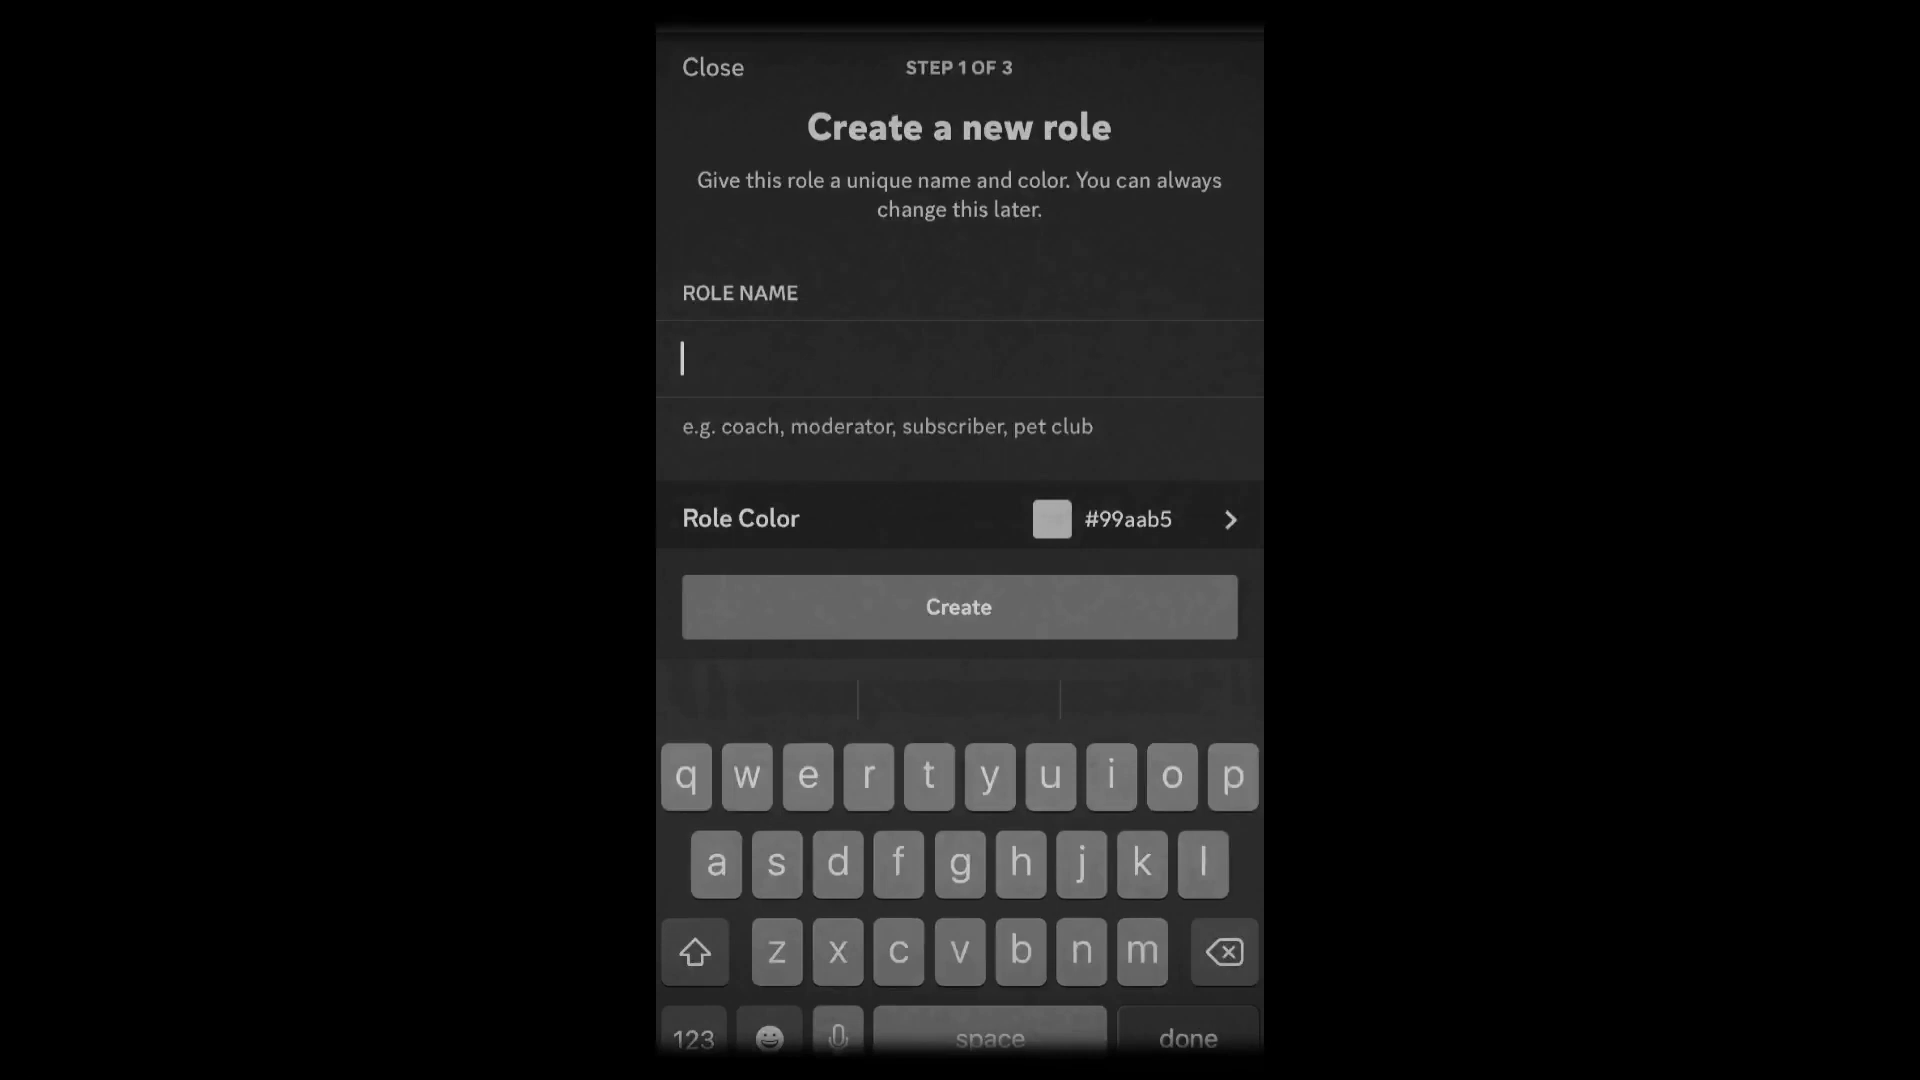 Close
STEP 1 OF 3
Create a new role
Give this role a unique name and color. You can always
change this later.
ROLE NAME
e.g. coach, moderator, subscriber, pet club
Role Color
#99aab5
Create
q w e r t y u i o p
a s d f g h j k l
z x c v b n m
123
space
done